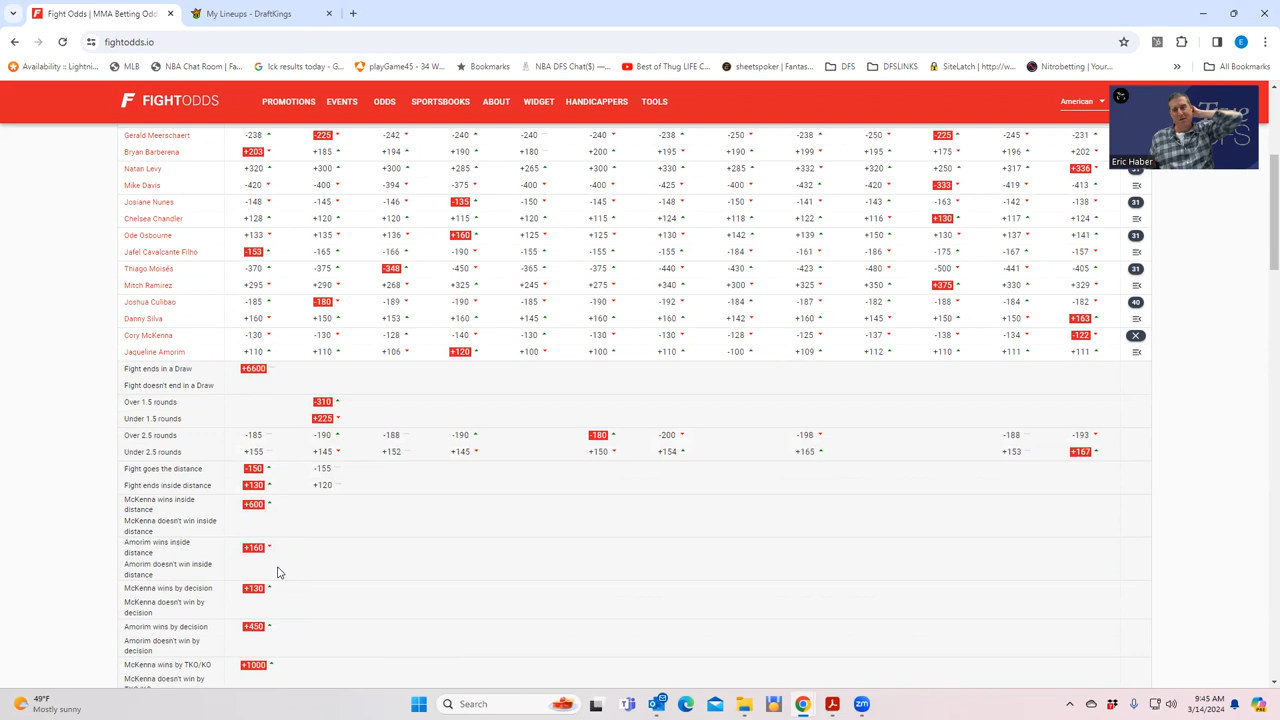 Fight Odds | MMA Betting Odd
My Lineups - DraftKings
fightodds.io
Availability :: Lightni...
MLB
NBA Chat Room | Fa...
Ick results today - G...
playGame45 - 34 W...
Bookmarks
NBA DFS Chat($) —...
Best of Thug LIFE C...
sheetspoker | Fantas...
DFS
DFSLINKS
SiteLatch | http://w...
Nitrobetting | Your...
»
All Bookmarks
FIGHTODDS
PROMOTIONS EVENTS ODDS SPORTSBOOKS ABOUT WIDGET HANDICAPPERS TOOLS
American
Eric Haber
Gerald Meerschaert -238 -225 -242 -240 -240 -240 -238 -250 -238 -250 -225 -245 -231
Bryan Barberena +203 +185 +194 +190 +180 +200 +195 +190 +199 +195 +175 +196 +202
Natan Levy +320 +300 +330 +285 +265 +300 +330 +285 +332 +320 +250 +317 +336
Mike Davis -420 -400 -394 -375 -400 -400 -425 -400 -432 -420 -333 -419 -413
Josiane Nunes -148 -145 -146 -135 -150 -145 -148 -150 -141 -143 -163 -142 -138 31
Chelsea Chandler +128 +120 +120 +115 +120 +115 +124 +118 +122 +116 +130 +117 +124
Ode Osbourne +133 +135 +136 +160 +125 +125 +130 +142 +139 +150 +130 +137 +141 31
Jafel Cavalcante Filho -153 -165 -166 -190 -155 -155 -155 -184 -161 -186 -175 -167 -157
Thiago Moisés -370 -375 -348 -450 -365 -375 -440 -430 -423 -480 -500 -441 -405 31
Mitch Ramirez +295 +290 +268 +325 +245 +275 +340 +300 +325 +350 +375 +330 +329
Joshua Culibao -185 -180 -189 -190 -185 -190 -192 -184 -187 -182 -188 -184 -182 40
Danny Silva +160 +150 +153 +160 +145 +160 +160 +142 +160 +145 +150 +150 +163
Cory McKenna -130 -130 -128 -140 -130 -130 -130 -128 -125 -137 -138 -134 -122
Jaqueline Amorim +110 +110 +106 +120 +100 +100 +110 -100 +109 +112 +110 +111 +111
Fight ends in a Draw +6600
Fight doesn't end in a Draw
Over 1.5 rounds -310
Under 1.5 rounds +225
Over 2.5 rounds -185 -190 -188 -190 -180 -200 -198 -188 -193
Under 2.5 rounds +155 +145 +152 +145 +150 +154 +165 +153 +167
Fight goes the distance -150 -155
Fight ends inside distance +130 +120
McKenna wins inside
distance +600
McKenna doesn't win inside
distance
Amorim wins inside
distance +160
Amorim doesn't win inside
distance
McKenna wins by decision +130
McKenna doesn't win by
decision
Amorim wins by decision +450
Amorim doesn't win by
decision
McKenna wins by TKO/KO +1000
McKenna doesn't win by
49°F
Mostly sunny
Search
9:45 AM
3/14/2024